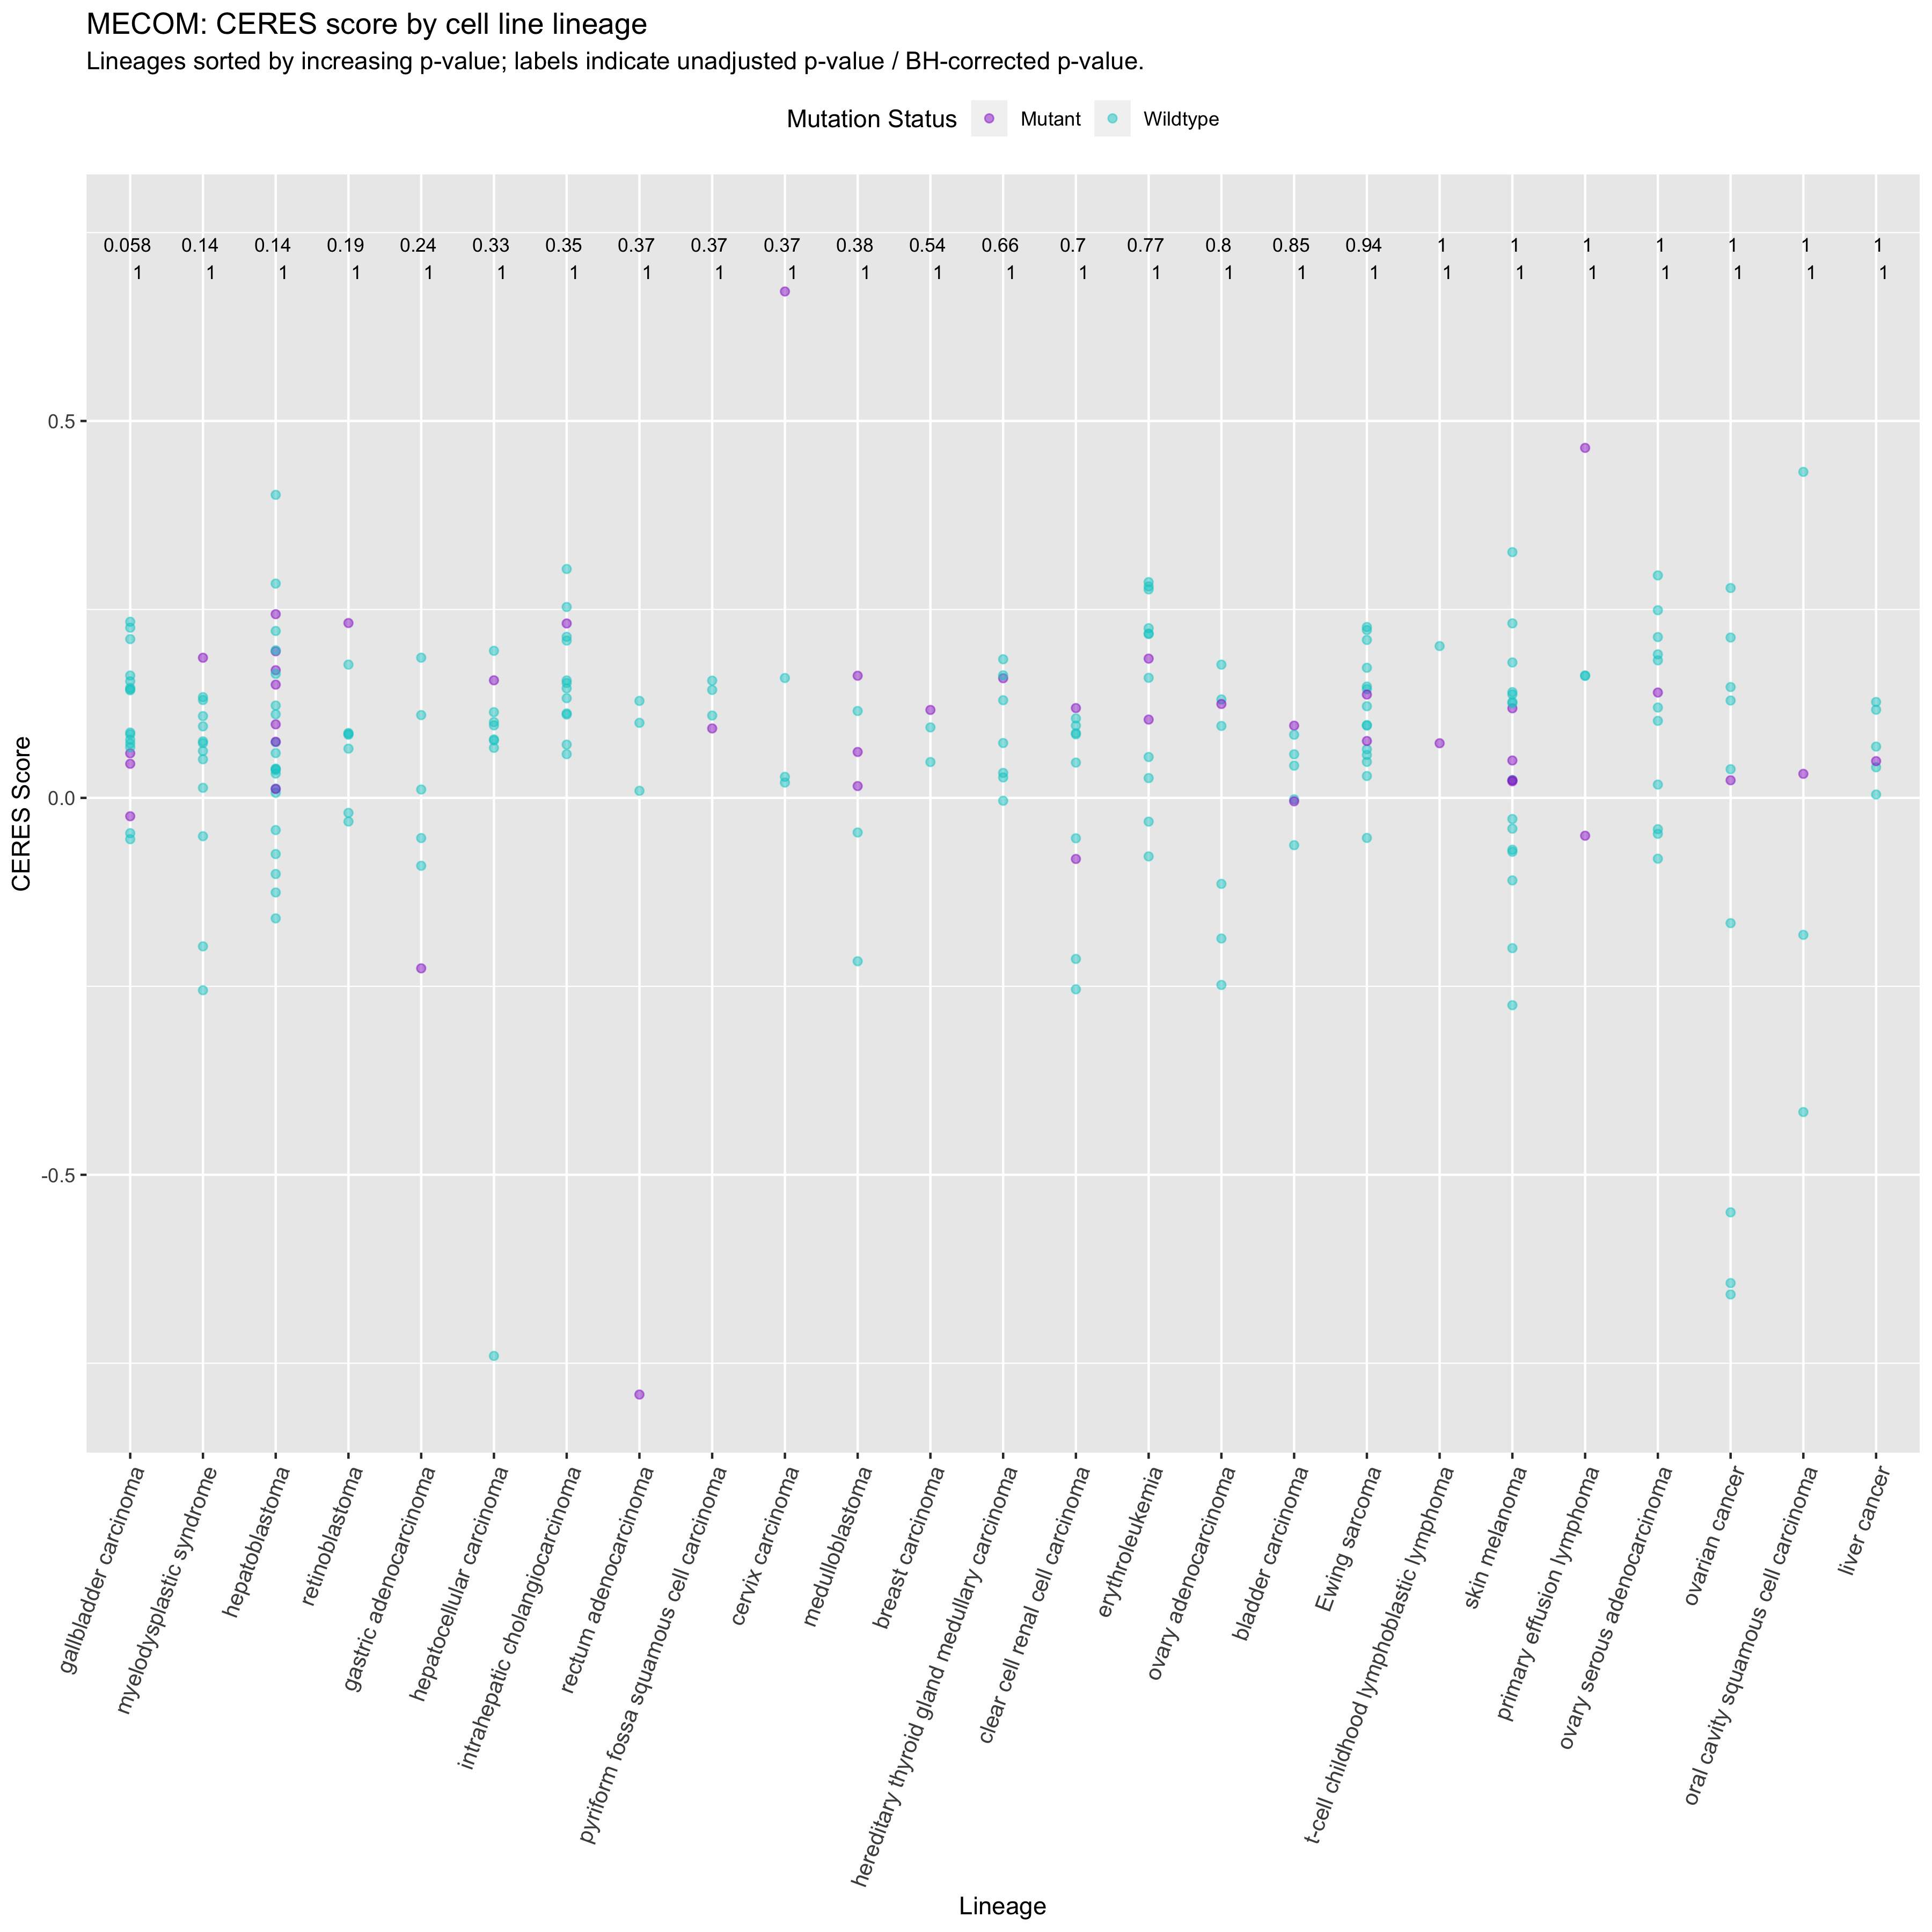 MECOM: CERES score by cell line lineage
Lineages sorted by increasing p-value; labels indicate unadjusted p-value / BH-corrected p-value.
Mutation Status Mutant Wildtype
0.058 0.14 0.14 0.19 0.24 0.33 0.35 0.37 0.37 0.37 0.38 0.54 0.66 0.7 0.77 0.8 0.85 0.94 1 1 1 1 1 1 1
1 1 1 1 1 1 1 1 1 1 1 1 1 1 1 1 1 1 1 1 1 1 1 1 1
0.5
0.0
-0.5
CERES Score
gallbladder carcinoma
myelodysplastic syndrome
hepatoblastoma
retinoblastoma
gastric adenocarcinoma
hepatocellular carcinoma
intrahepatic cholangiocarcinoma
rectum adenocarcinoma
pyriform fossa squamous cell carcinoma
cervix carcinoma
medulloblastoma
breast carcinoma
hereditary thyroid gland medullary carcinoma
clear cell renal cell carcinoma
erythroleukemia
ovary adenocarcinoma
bladder carcinoma
Ewing sarcoma
t-cell childhood lymphoblastic lymphoma
skin melanoma
primary effusion lymphoma
ovary serous adenocarcinoma
ovarian cancer
oral cavity squamous cell carcinoma
liver cancer
Lineage